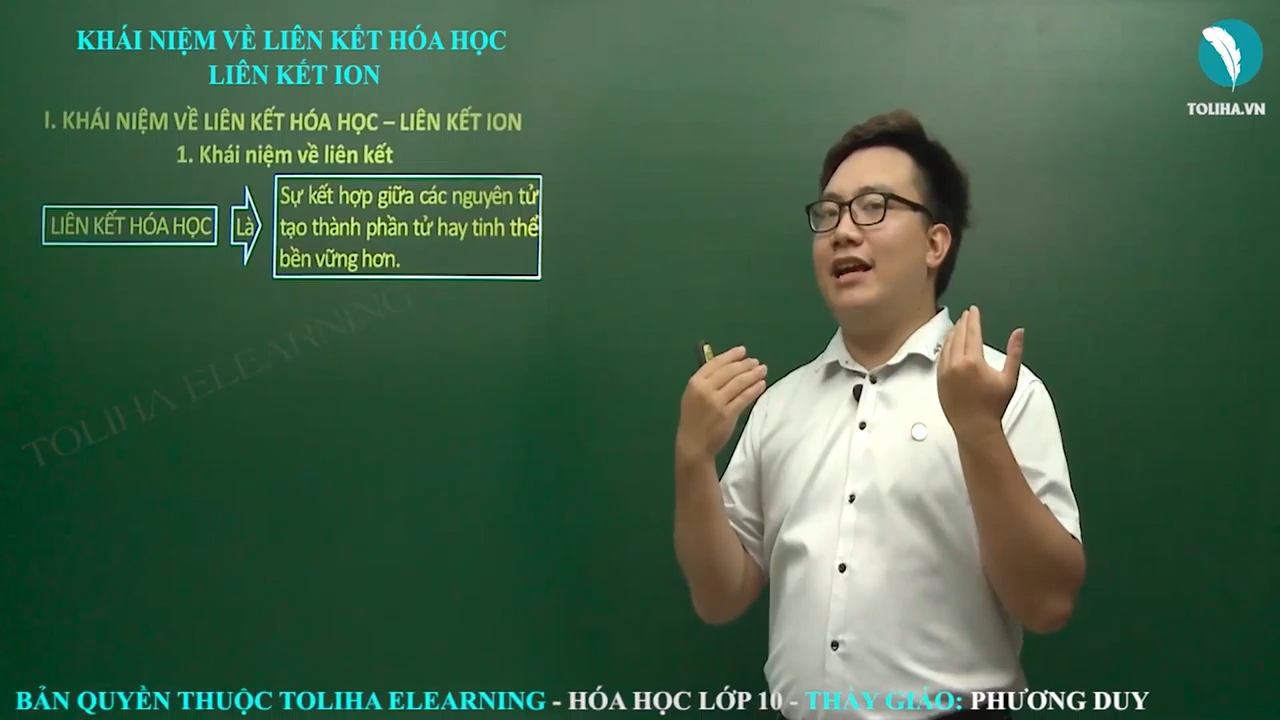 KHÁI NIỆM VỀ LIÊN KẾT HÓA HỌC
LIÊN KẾT ION
TOLIHA.VN
I. KHÁI NIỆM VỀ LIÊN KẾT HÓA HỌC – LIÊN KẾT ION
1. Khái niệm về liên kết
LIÊN KẾT HÓA HỌC
Là
Sự kết hợp giữa các nguyên tử
tạo thành phần tử hay tinh thể
bền vững hơn.
TOLIHA ELEARNING
BẢN QUYỀN THUỘC TOLIHA ELEARNING - HÓA HỌC LỚP 10 - THẦY GIÁO: PHƯƠNG DUY